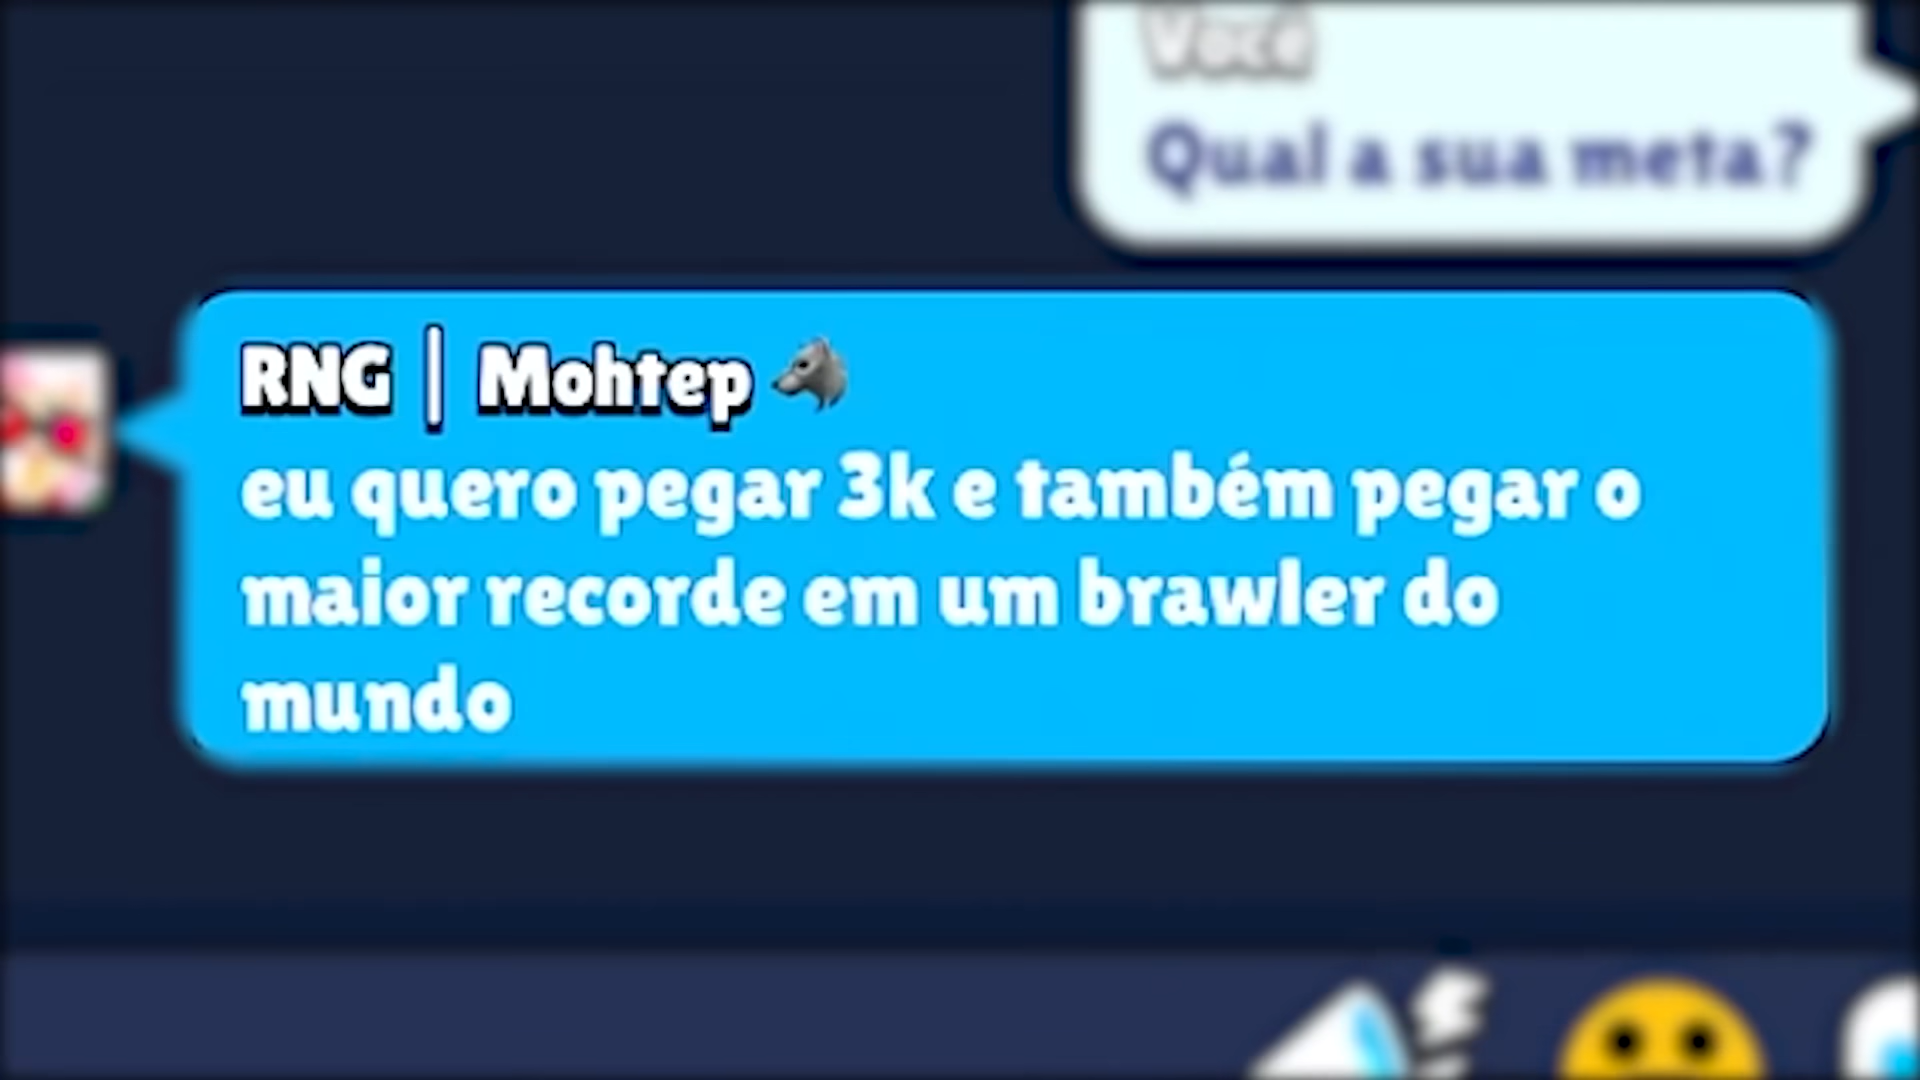 Você
Qual a sua meta?
RNG | Mohtep
eu quero pegar 3k e também pegar o
maior recorde em um brawler do
mundo